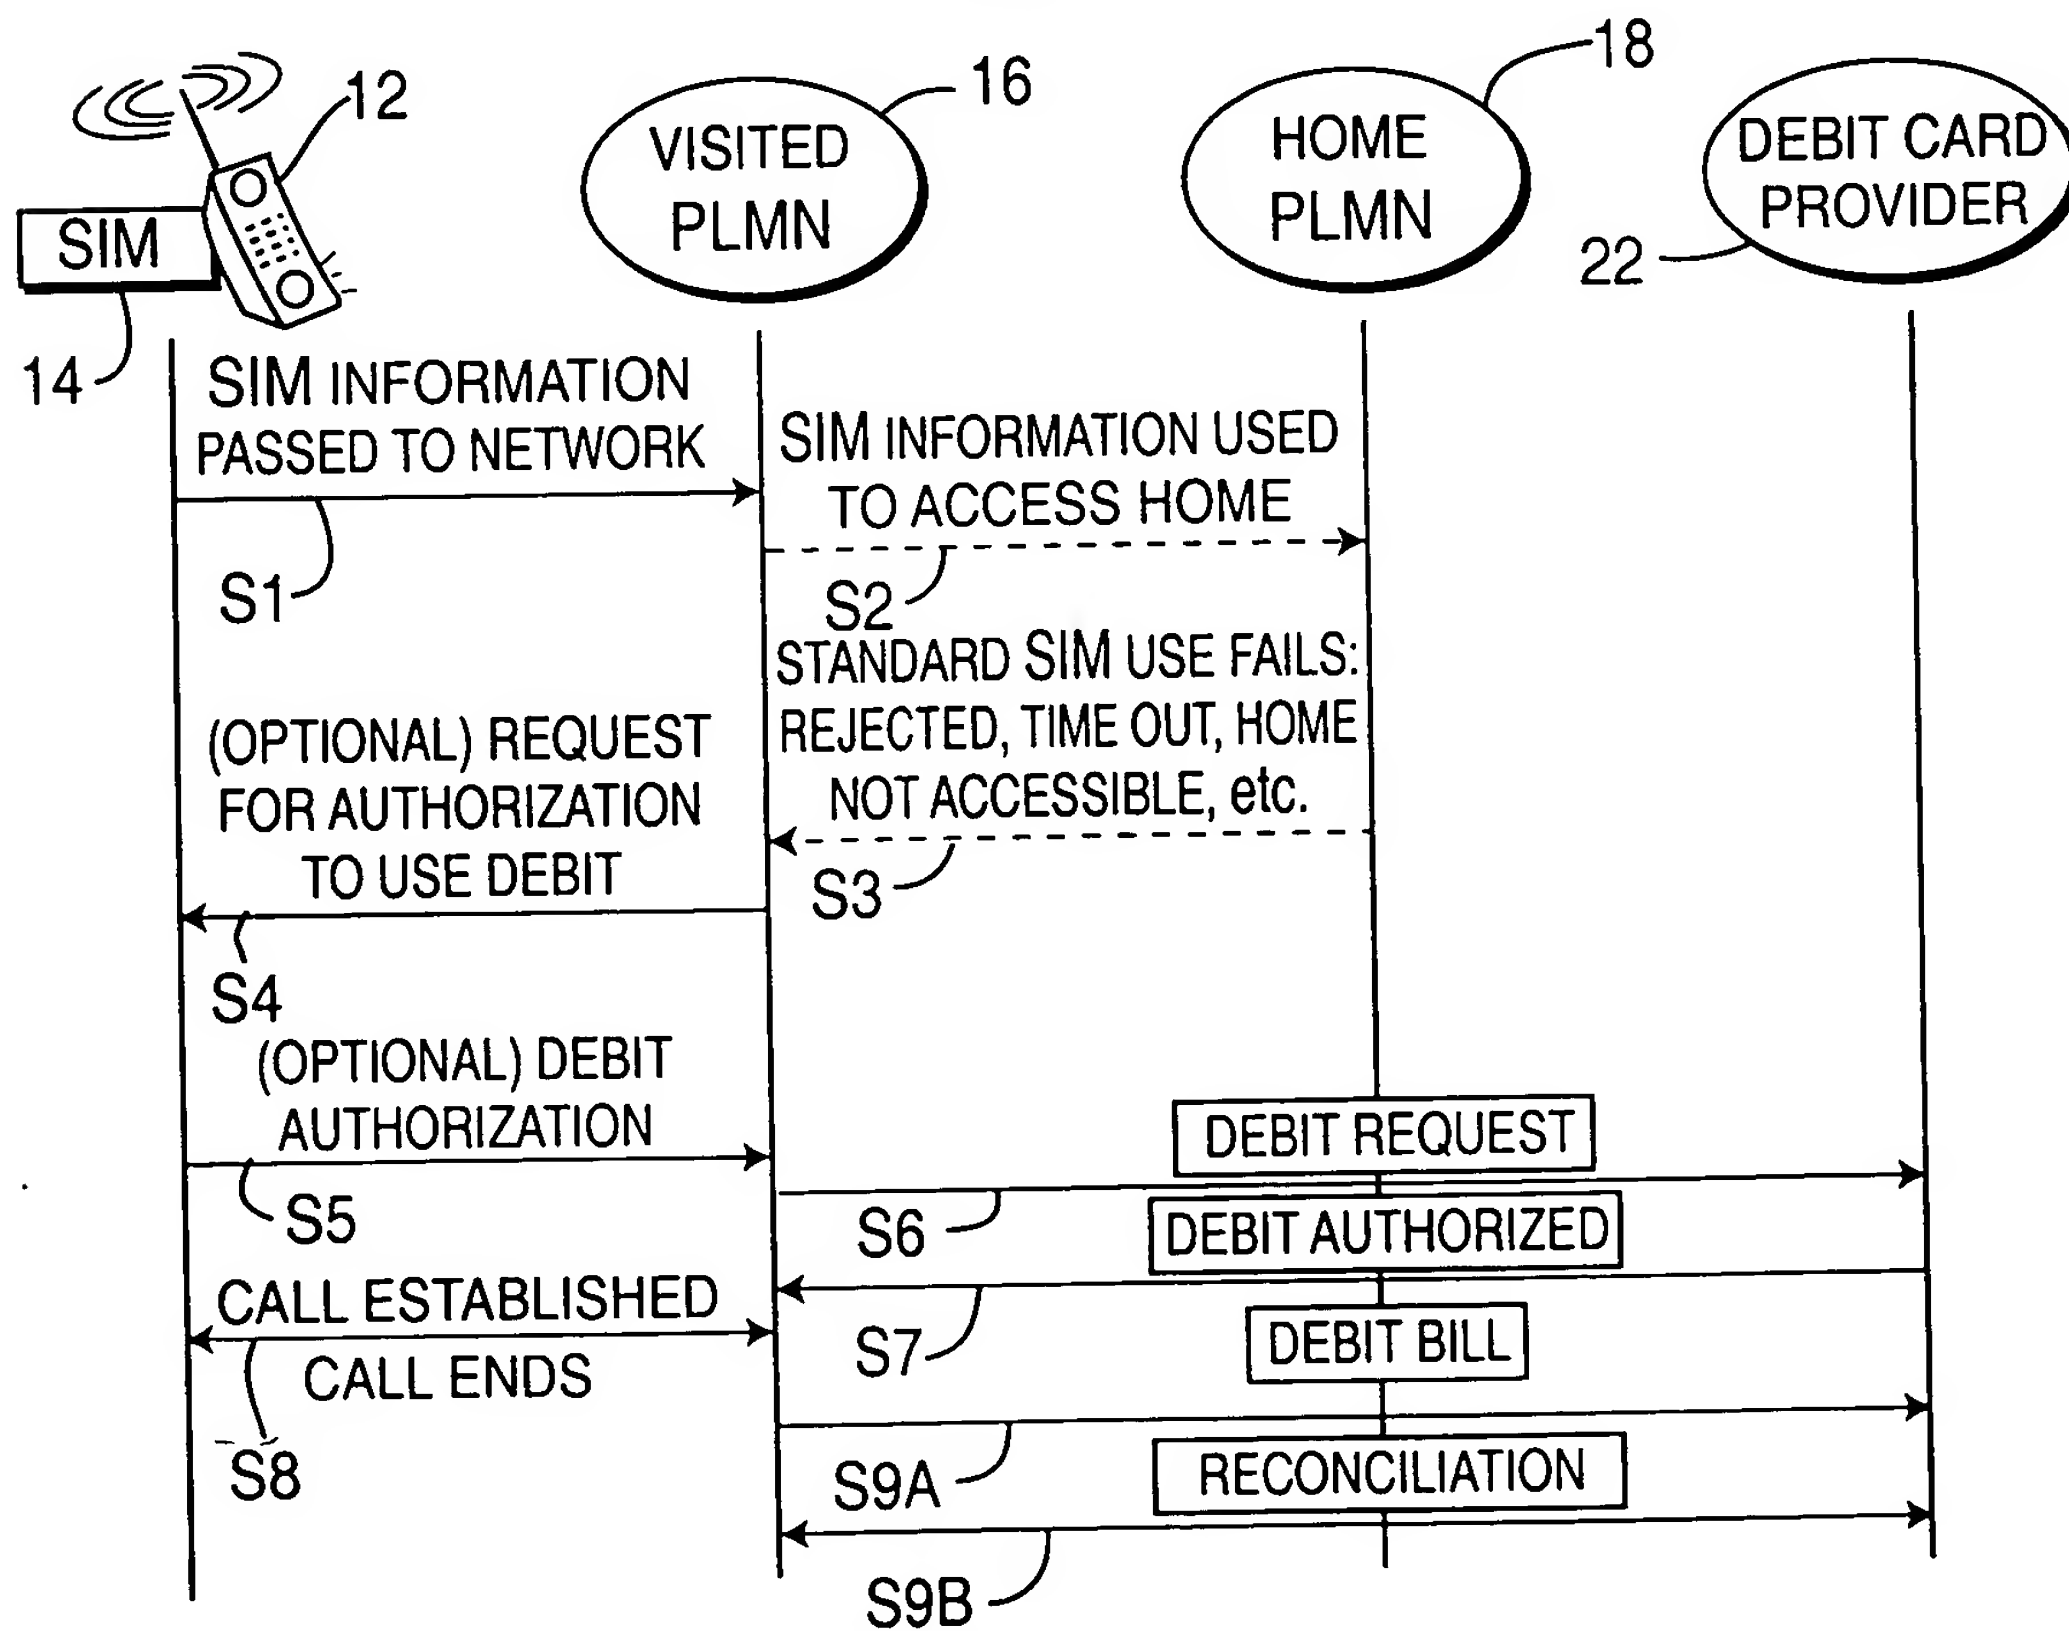 12
16
18
VISITED
PLMN
HOME
PLMN
DEBIT CARD
PROVIDER
SIM
22
14
SIM INFORMATION
PASSED TO NETWORK
SIM INFORMATION USED
TO ACCESS HOME
S1
S2
STANDARD SIM USE FAILS:
REJECTED, TIME OUT, HOME
NOT ACCESSIBLE, etc.
(OPTIONAL) REQUEST
FOR AUTHORIZATION
TO USE DEBIT
S3
S4
(OPTIONAL) DEBIT
AUTHORIZATION
DEBIT REQUEST
S5
S6
DEBIT AUTHORIZED
CALL ESTABLISHED
CALL ENDS
S7
DEBIT BILL
S8
S9A
RECONCILIATION
S9B